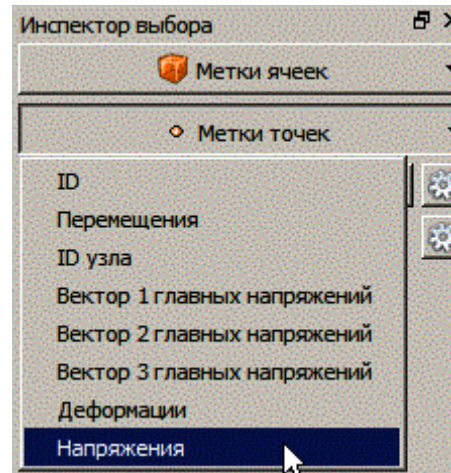 Инспектор выбора
Метки ячеек
Метки точек
ID
Перемещения
ID узла
Вектор 1 главных напряжений
Вектор 2 главных напряжений
Вектор 3 главных напряжений
Деформации
Напряжения